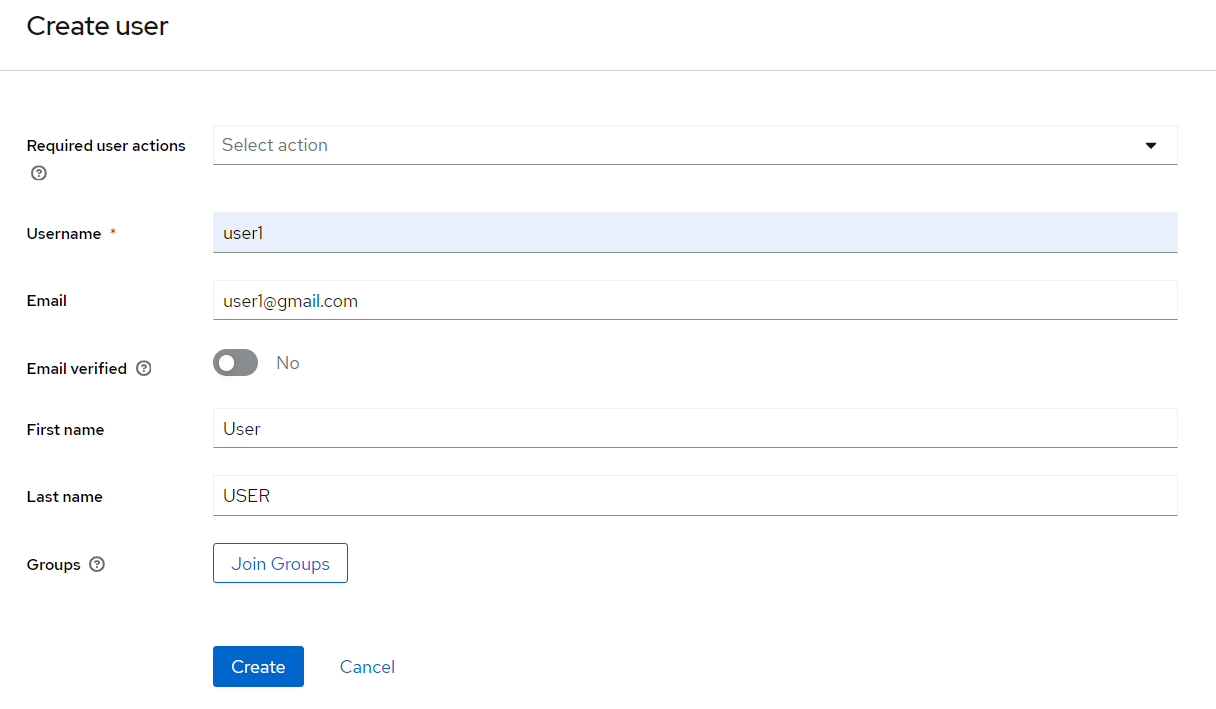 Create user
Required user actions
Select action
Username *
user1
Email
user1@gmail.com
Email verified
No
First name
User
Last name
USER
Groups
Join Groups
Create
Cancel